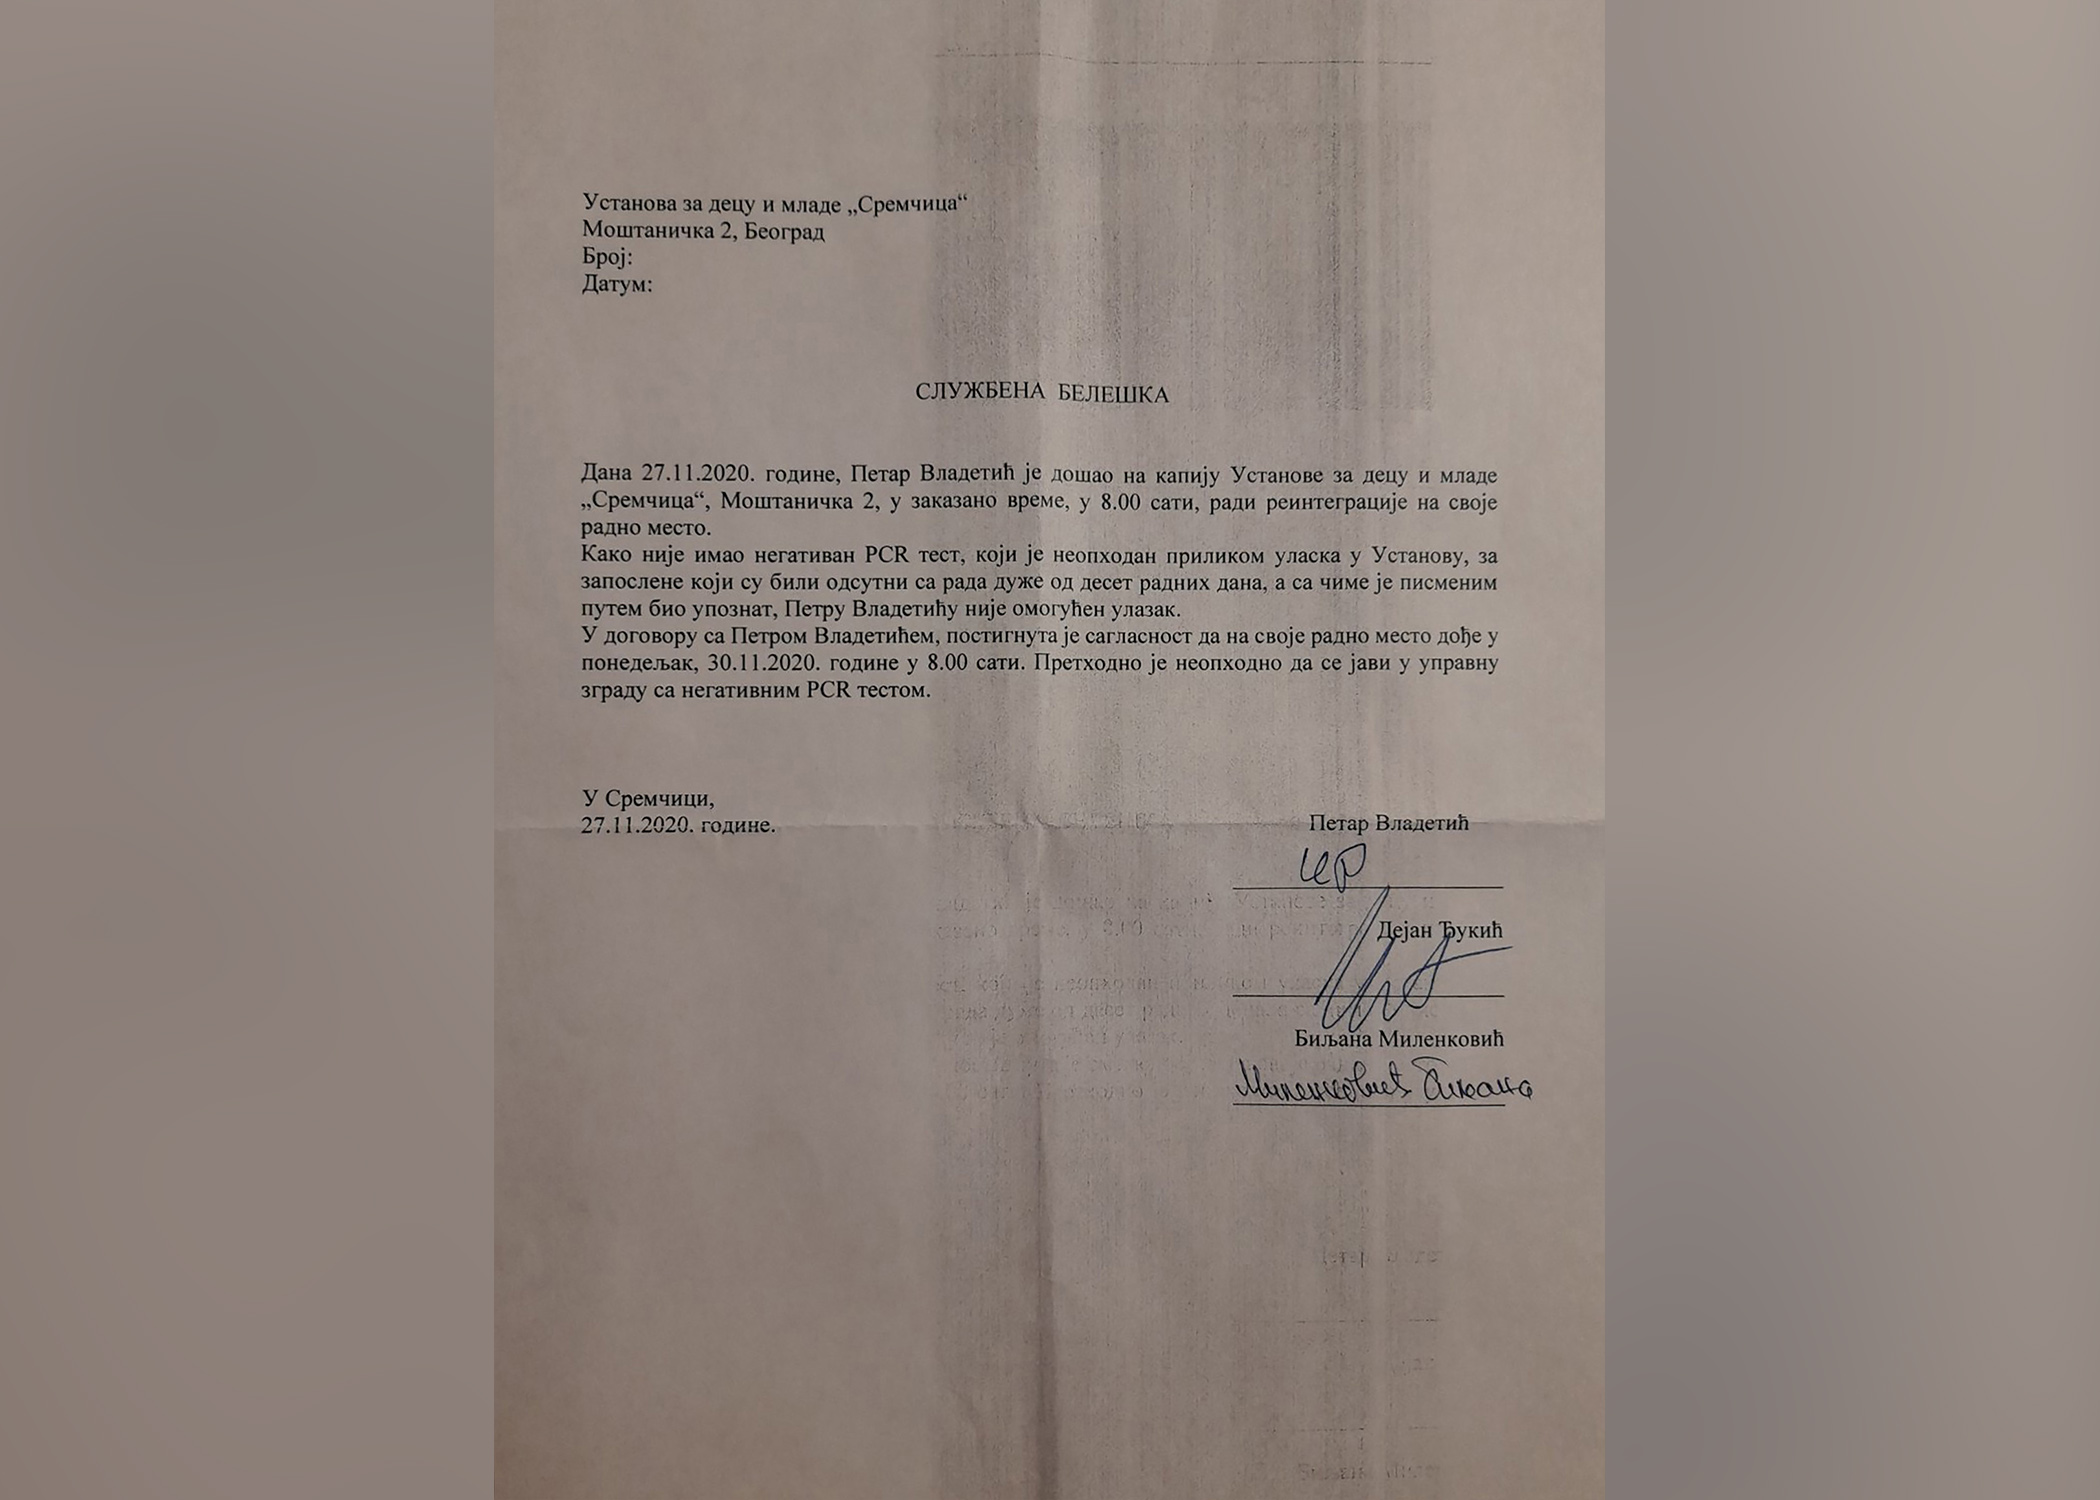 Установа за децу и младе „Сремчица“
Моштаничка 2, Београд
Број:
Датум:
СЛУЖБЕНА БЕЛЕШКА
Дана 27.11.2020. године, Петар Владетић је дошао на капију Установе за децу и младе
„Сремчица“, Моштаничка 2, у заказано време, у 8.00 сати, ради реинтеграције на своје
радно место.
Како није имао негативан PCR тест, који је неопходан приликом уласка у Установу, за
запослене који су били одсутни са рада дуже од десет радних дана, а са чиме је писменим
путем био упознат, Петру Владетићу није омогућен улазак.
У договору са Петром Владетићем, постигнута је сагласност да на своје радно место дође у
понедељак, 30.11.2020. године у 8.00 сати. Претходно је неопходно да се јави у управну
зграду са негативним PCR тестом.
У Сремчици,
27.11.2020. године.
Петар Владетић
Дејан Ђукић
Биљана Миленковић
Миленковић Биљана